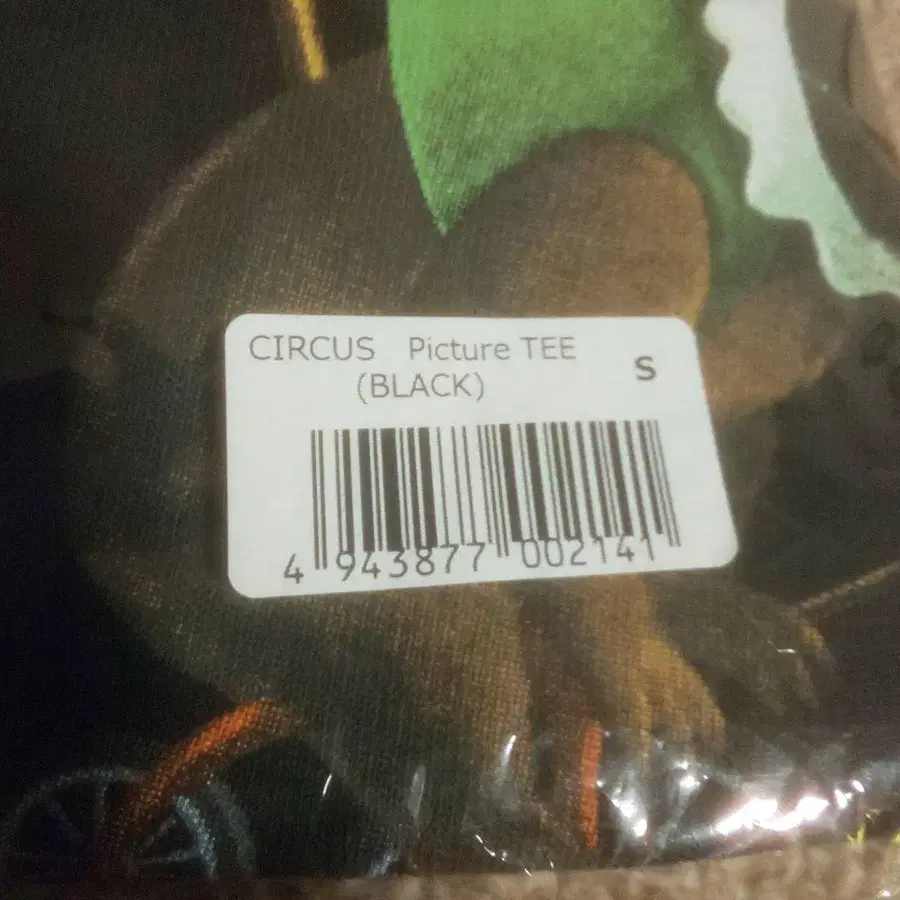 CIRCUS Picture TEE
(BLACK)
S
4 943877 002141